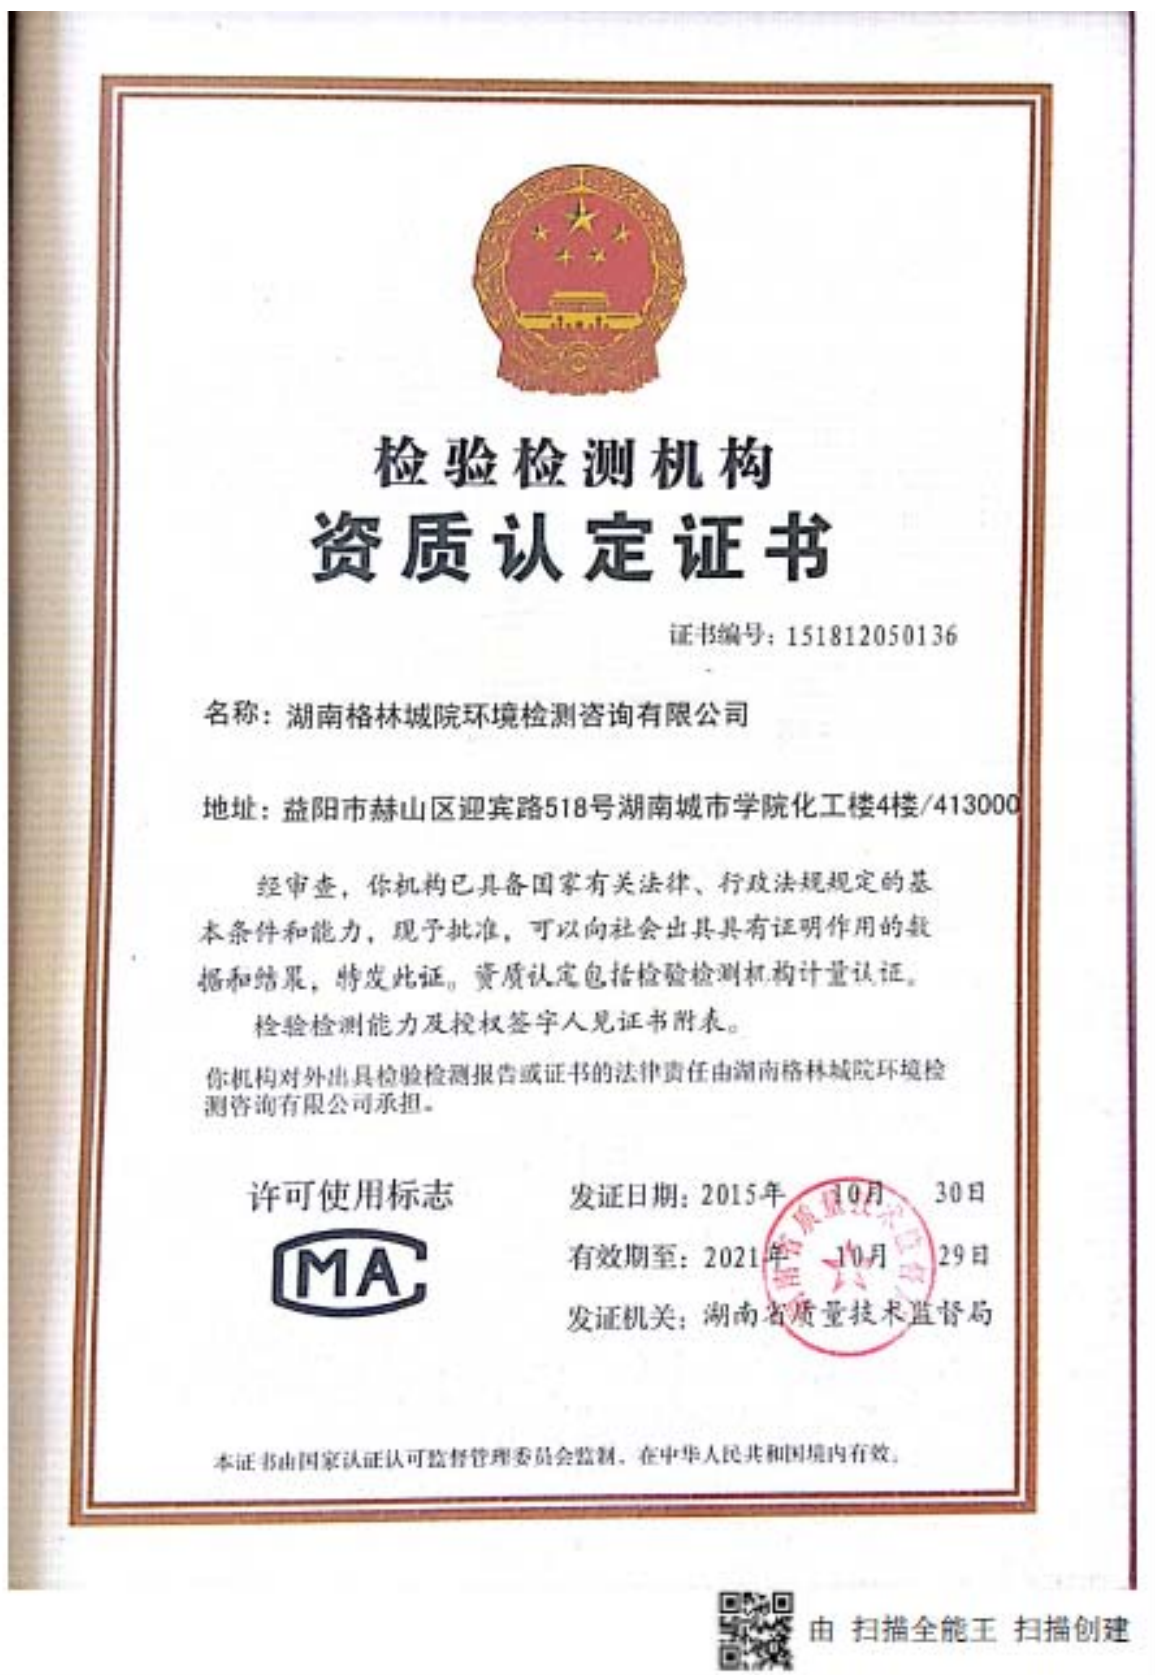 检验检测机构
资质认定证书
证书编号：151812050136
名称：湖南格林城院环境检测咨询有限公司
地址：益阳市赫山区迎宾路518号湖南城市学院化工楼4楼/413000
经审查，你机构已具备国家有关法律、行政法规规定的基
本条件和能力，现予批准，可以向社会出具具有证明作用的数
据和结果，特发此证。资质认定包括检验检测机构计量认证。
检验检测能力及授权签字人见证书附表。
你机构对外出具检验检测报告或证书的法律责任由湖南格林城院环境检
测咨询有限公司承担。
许可使用标志
MA
发证日期：2015年 10月 30日
有效期至：2021年 10月 29日
发证机关：湖南省质量技术监督局
本证书由国家认证认可监督管理委员会监制，在中华人民共和国境内有效。
由 扫描全能王 扫描创建